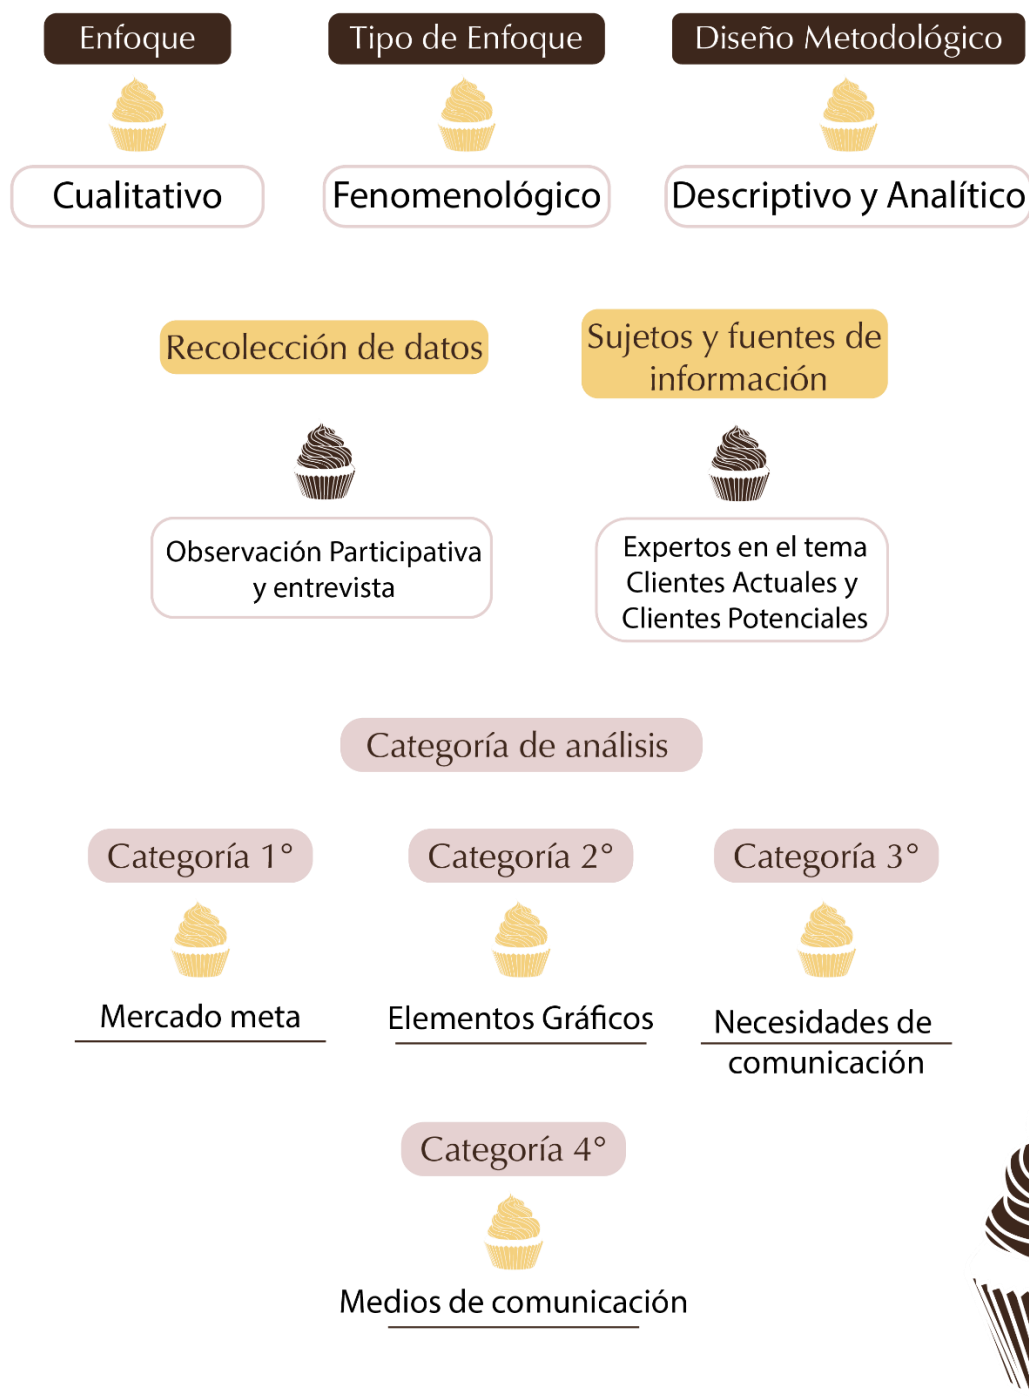 Enfoque
Tipo de Enfoque
Diseño Metodológico
Cualitativo
Fenomenológico
Descriptivo y Analítico
Recolección de datos
Sujetos y fuentes de
información
Observación Participativa
y entrevista
Expertos en el tema
Clientes Actuales y
Clientes Potenciales
Categoría de análisis
Categoría 1°
Categoría 2°
Categoría 3°
Mercado meta
Elementos Gráficos
Necesidades de
comunicación
Categoría 4°
Medios de comunicación